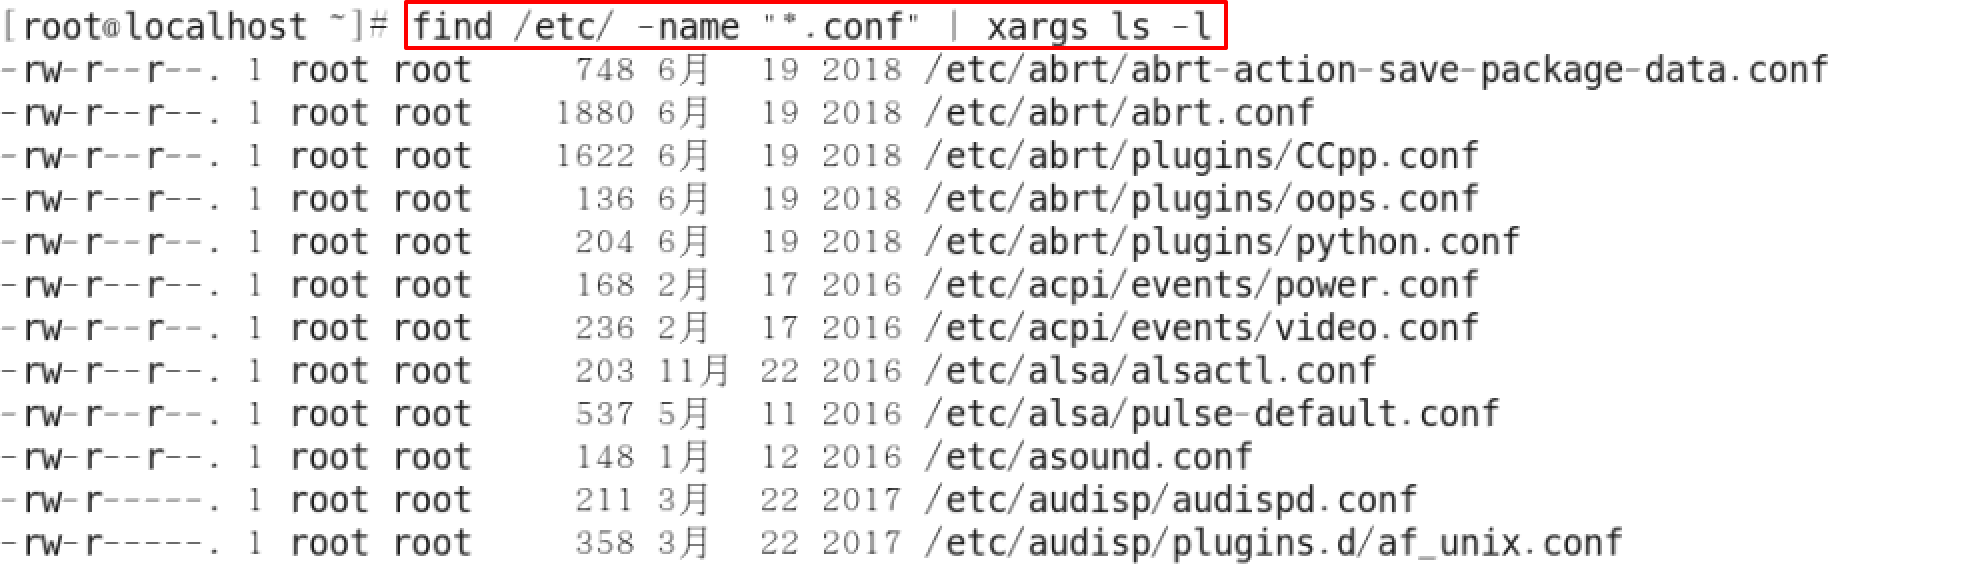 [root@localhost ~]# find /etc/ -name "*.conf" | xargs ls -l
-rw-r--r--. 1 root root     748 6月   19 2018 /etc/abrt/abrt-action-save-package-data.conf
-rw-r--r--. 1 root root    1880 6月   19 2018 /etc/abrt/abrt.conf
-rw-r--r--. 1 root root    1622 6月   19 2018 /etc/abrt/plugins/CCpp.conf
-rw-r--r--. 1 root root     136 6月   19 2018 /etc/abrt/plugins/oops.conf
-rw-r--r--. 1 root root     204 6月   19 2018 /etc/abrt/plugins/python.conf
-rw-r--r--. 1 root root     168 2月   17 2016 /etc/acpi/events/power.conf
-rw-r--r--. 1 root root     236 2月   17 2016 /etc/acpi/events/video.conf
-rw-r--r--. 1 root root     203 11月  22 2016 /etc/alsa/alsactl.conf
-rw-r--r--. 1 root root     537 5月   11 2016 /etc/alsa/pulse-default.conf
-rw-r--r--. 1 root root     148 1月   12 2016 /etc/asound.conf
-rw-r-----. 1 root root     211 3月   22 2017 /etc/audisp/audispd.conf
-rw-r-----. 1 root root     358 3月   22 2017 /etc/audisp/plugins.d/af_unix.conf